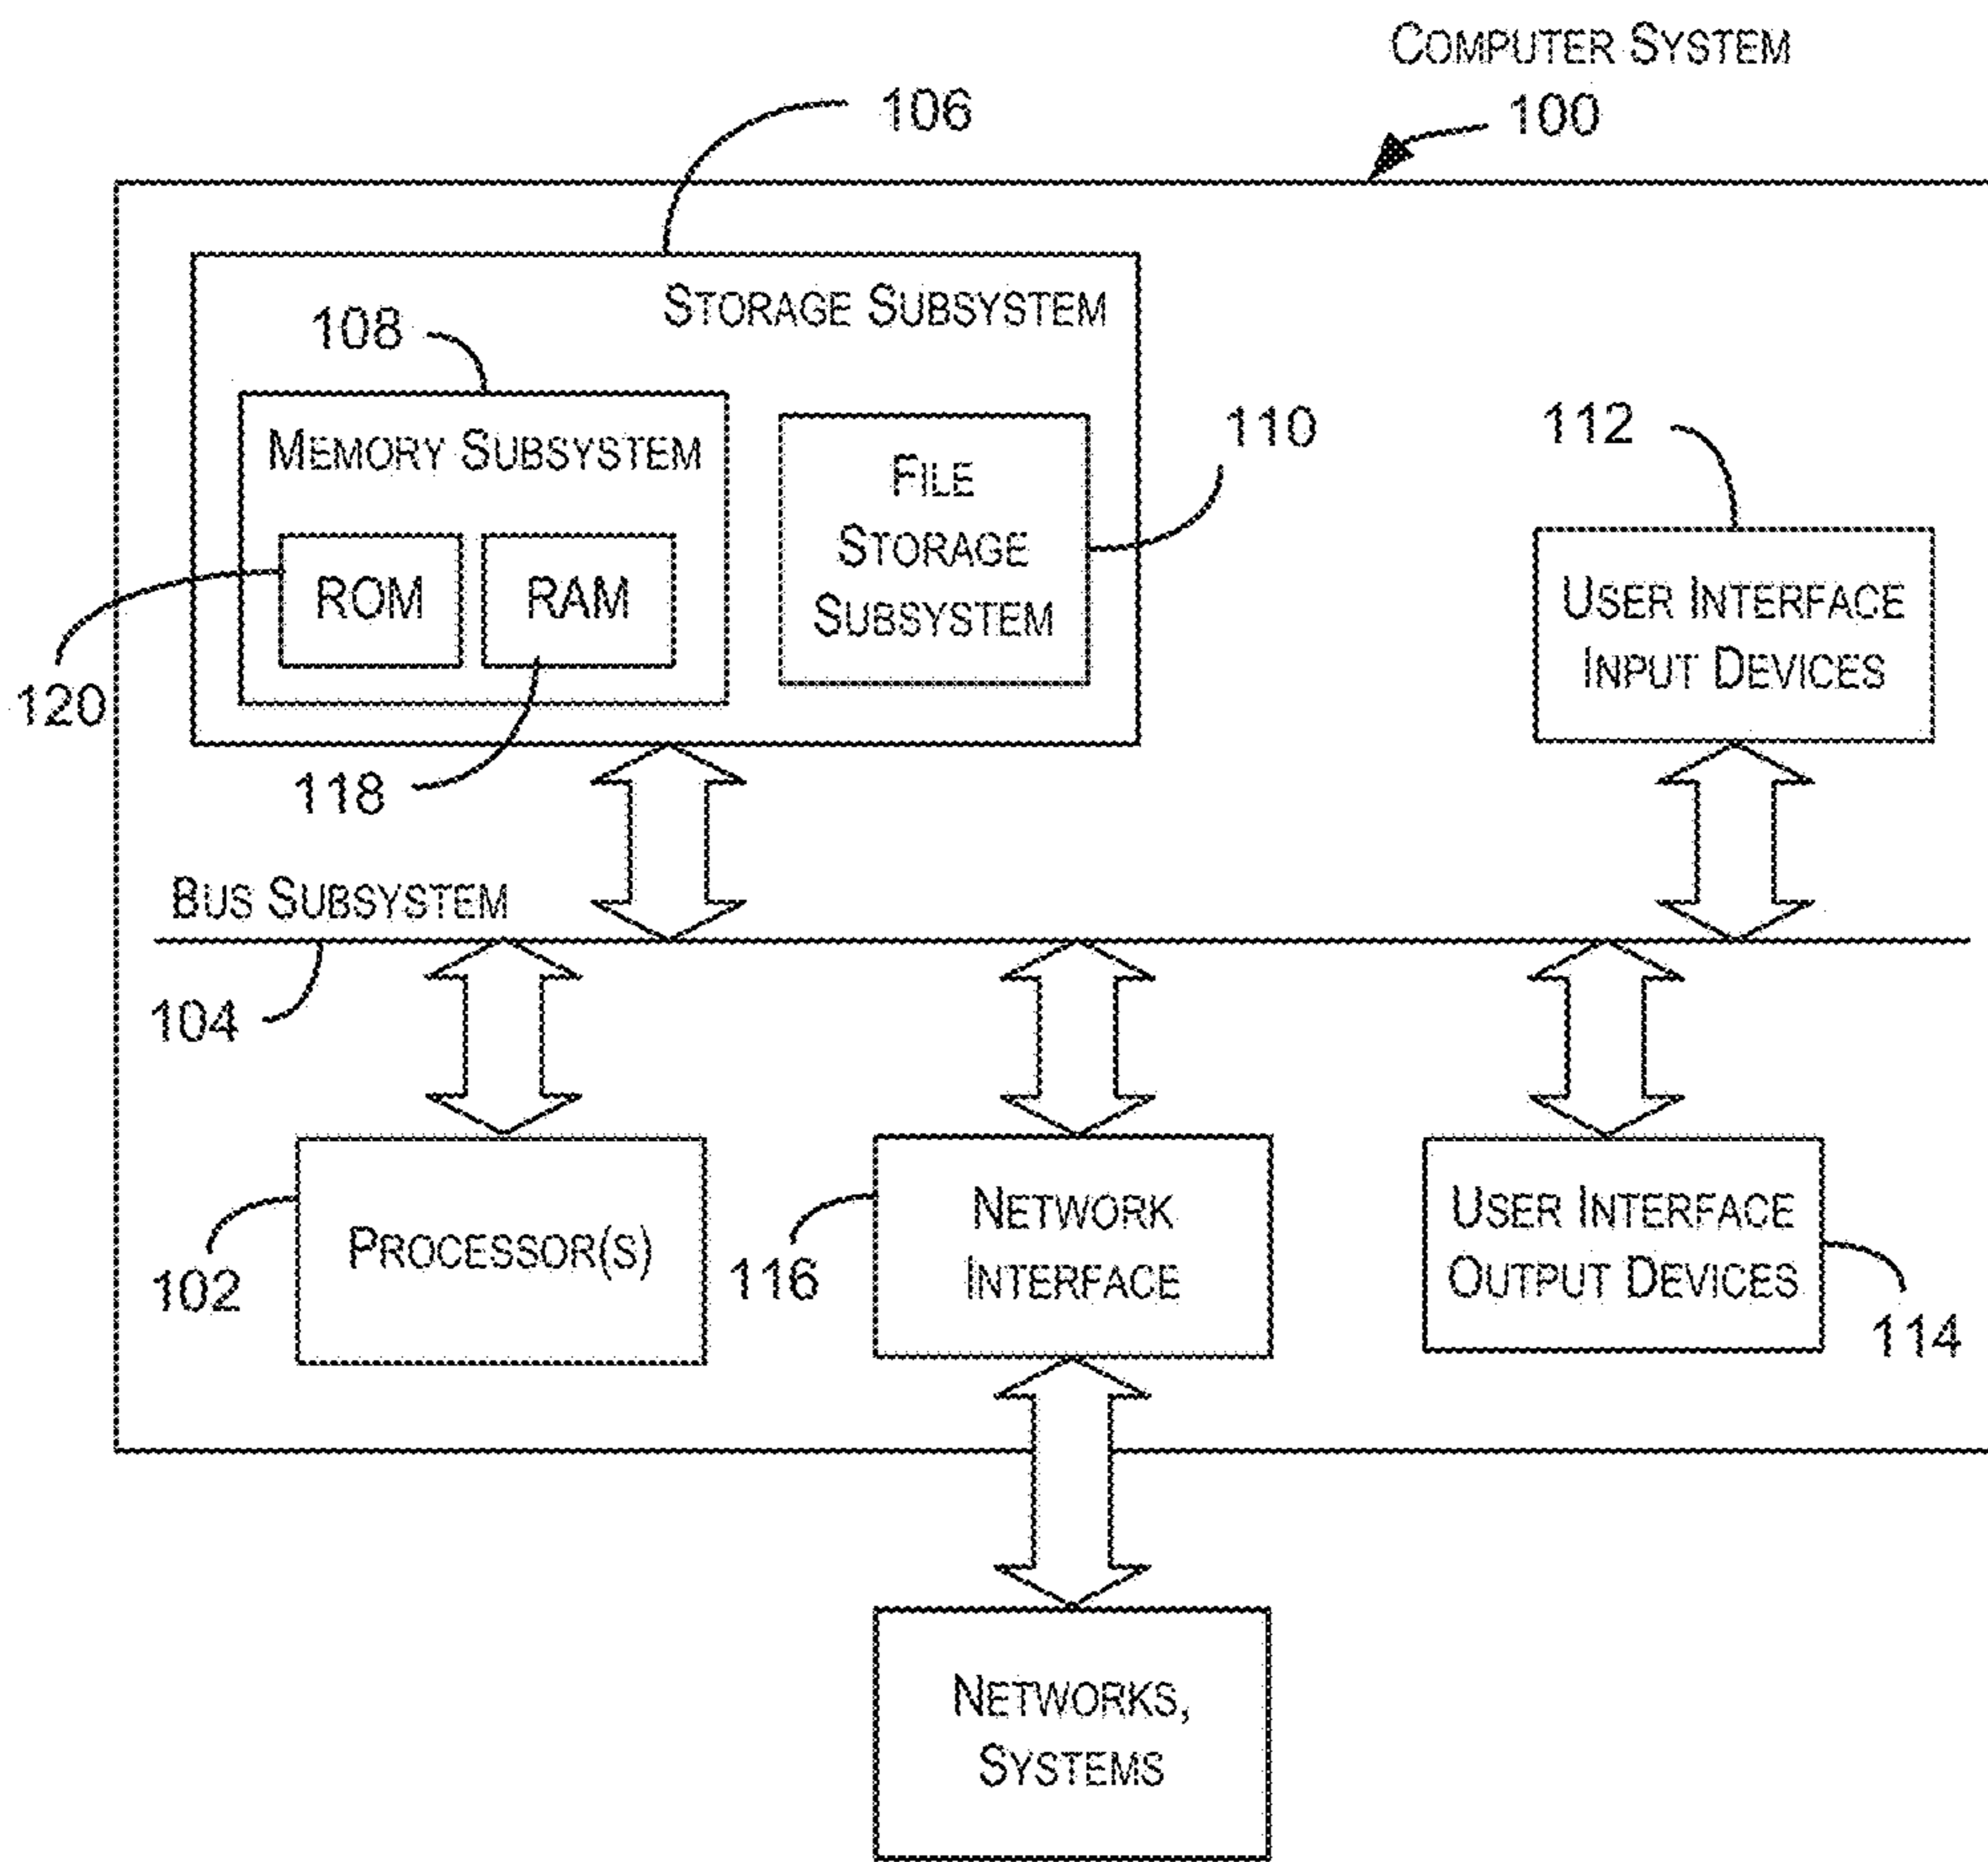 COMPUTER SYSTEM
100
106
STORAGE SUBSYSTEM
108
MEMORY SUBSYSTEM
ROM
RAM
FILE
STORAGE
SUBSYSTEM
110
112
USER INTERFACE
INPUT DEVICES
120
118
BUS SUBSYSTEM
104
PROCESSOR(S)
102
NETWORK
INTERFACE
116
USER INTERFACE
OUTPUT DEVICES
114
NETWORKS,
SYSTEMS